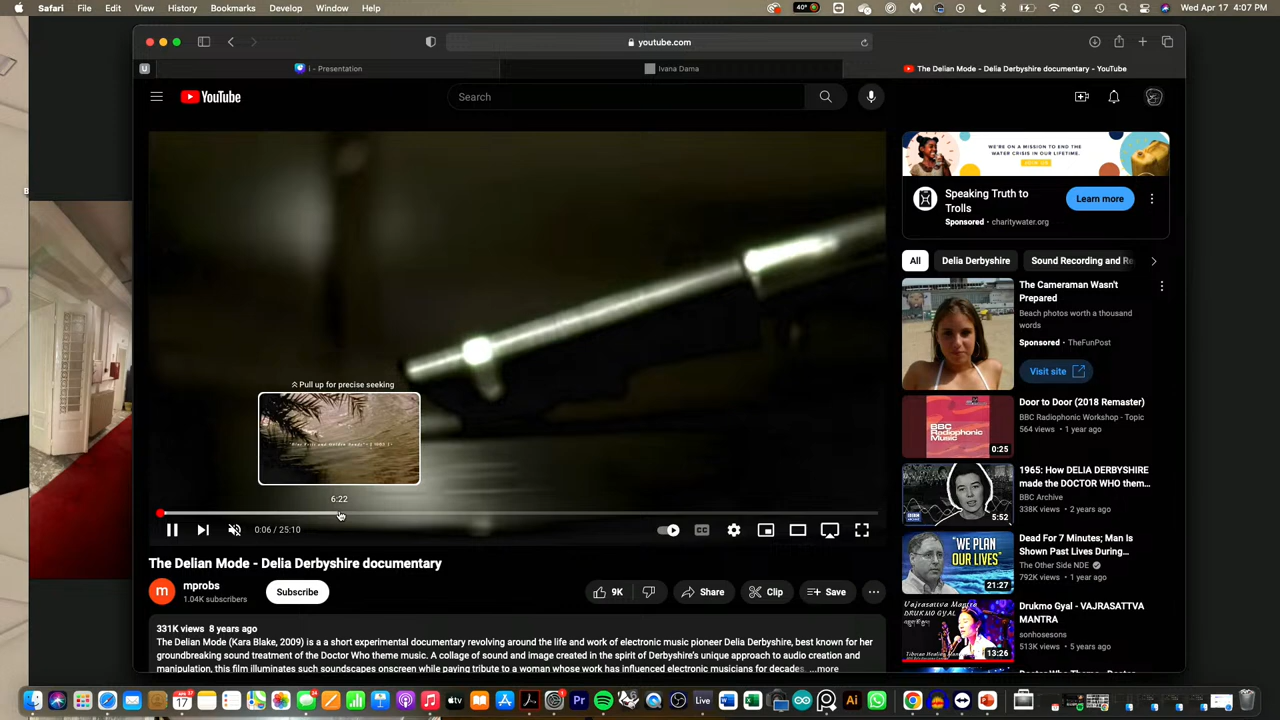 Safari File Edit View History Bookmarks Develop Window Help
40° Wed Apr 17 4:07 PM
youtube.com
i - Presentation
Ivana Dama
The Delian Mode - Delia Derbyshire documentary - YouTube
YouTube
Search
WE'RE ON A MISSION TO END THE
WATER CRISIS IN OUR LIFETIME.
JOIN US
Speaking Truth to
Trolls
Sponsored • charitywater.org
Learn more
All
Delia Derbyshire
Sound Recording and Re
The Cameraman Wasn't
Prepared
Beach photos worth a thousand
words
Sponsored • TheFunPost
Visit site
Pull up for precise seeking
6:22
0:06 / 25:10
CC
BBC
RADIOPHONIC
MUSIC
0:25
Door to Door (2018 Remaster)
BBC Radiophonic Workshop - Topic
564 views • 1 year ago
5:52
1965: How DELIA DERBYSHIRE
made the DOCTOR WHO them...
BBC Archive
338K views • 2 years ago
"WE PLAN
OUR LIVES"
21:27
Dead For 7 Minutes; Man Is
Shown Past Lives During...
The Other Side NDE
792K views • 1 year ago
Vajrasattva
Mantra
13:26
Drukmo Gyal - VAJRASATTVA
MANTRA
sonhosesons
513K views • 5 years ago
The Delian Mode - Delia Derbyshire documentary
m
mprobs
1.04K subscribers
Subscribe
9K
Share
Clip
Save
331K views 8 years ago
The Delian Mode (Kara Blake, 2009) is a short experimental documentary revolving around the life and work of electronic music pioneer Delia Derbyshire, best known for her
groundbreaking sound treatment of the Doctor Who theme music. A collage of sound and image created in the spirit of Derbyshire's unique approach to audio creation and
manipulation, this film illuminates such soundscapes onscreen while paying tribute to a woman whose work has influenced electronic musicians for decades. ...more